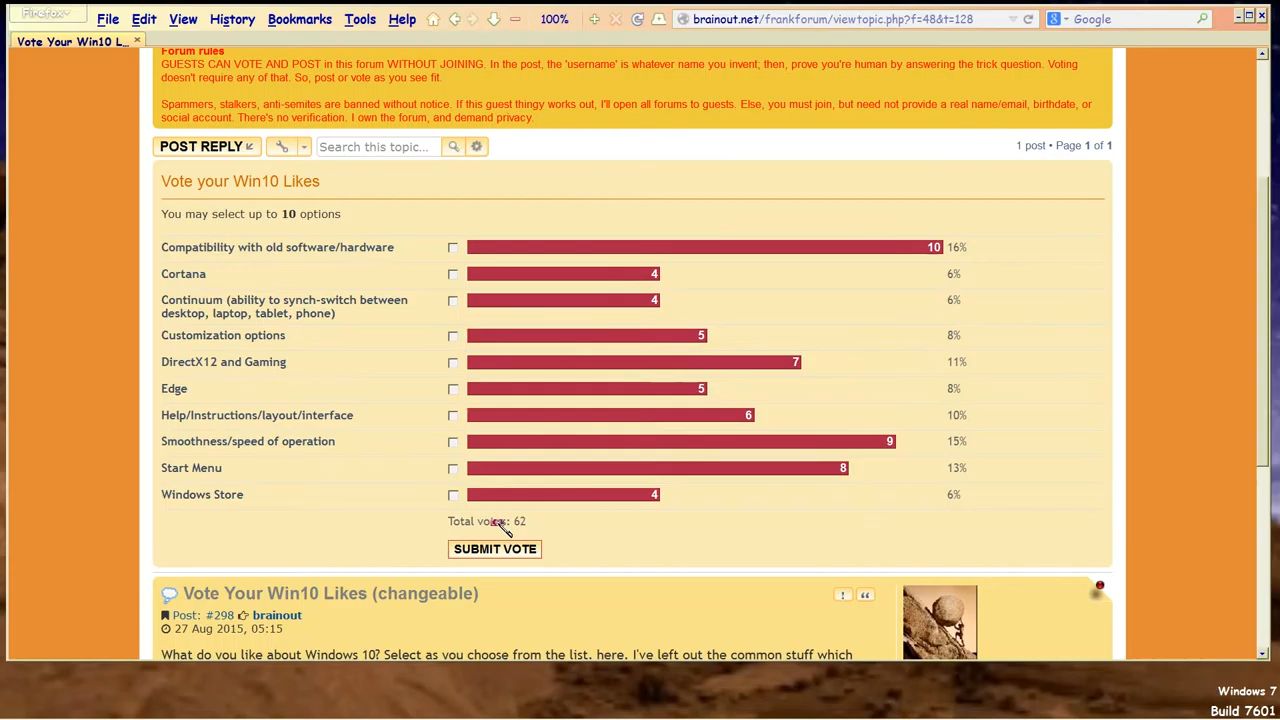 Firefox
File Edit View History Bookmarks Tools Help 100% brainout.net/frankforum/viewtopic.php?f=48&t=128 Google
Vote Your Win10 L...
Forum rules
GUESTS CAN VOTE AND POST in this forum WITHOUT JOINING. In the post, the 'username' is whatever name you invent; then, prove you're human by answering the trick question. Voting
doesn't require any of that. So, post or vote as you see fit.
Spammers, stalkers, anti-semites are banned without notice. If this guest thingy works out, I'll open all forums to guests. Else, you must join, but need not provide a real name/email, birthdate, or
social account. There's no verification. I own the forum, and demand privacy.
POST REPLY Search this topic... 1 post • Page 1 of 1
Vote your Win10 Likes
You may select up to 10 options
Compatibility with old software/hardware 10 16%
Cortana 4 6%
Continuum (ability to synch-switch between
desktop, laptop, tablet, phone) 4 6%
Customization options 5 8%
DirectX12 and Gaming 7 11%
Edge 5 8%
Help/Instructions/layout/interface 6 10%
Smoothness/speed of operation 9 15%
Start Menu 8 13%
Windows Store 4 6%
Total votes: 62
SUBMIT VOTE
Vote Your Win10 Likes (changeable)
Post: #298 brainout
27 Aug 2015, 05:15
What do you like about Windows 10? Select as you choose from the list, here. I've left out the common stuff which
Windows 7
Build 7601